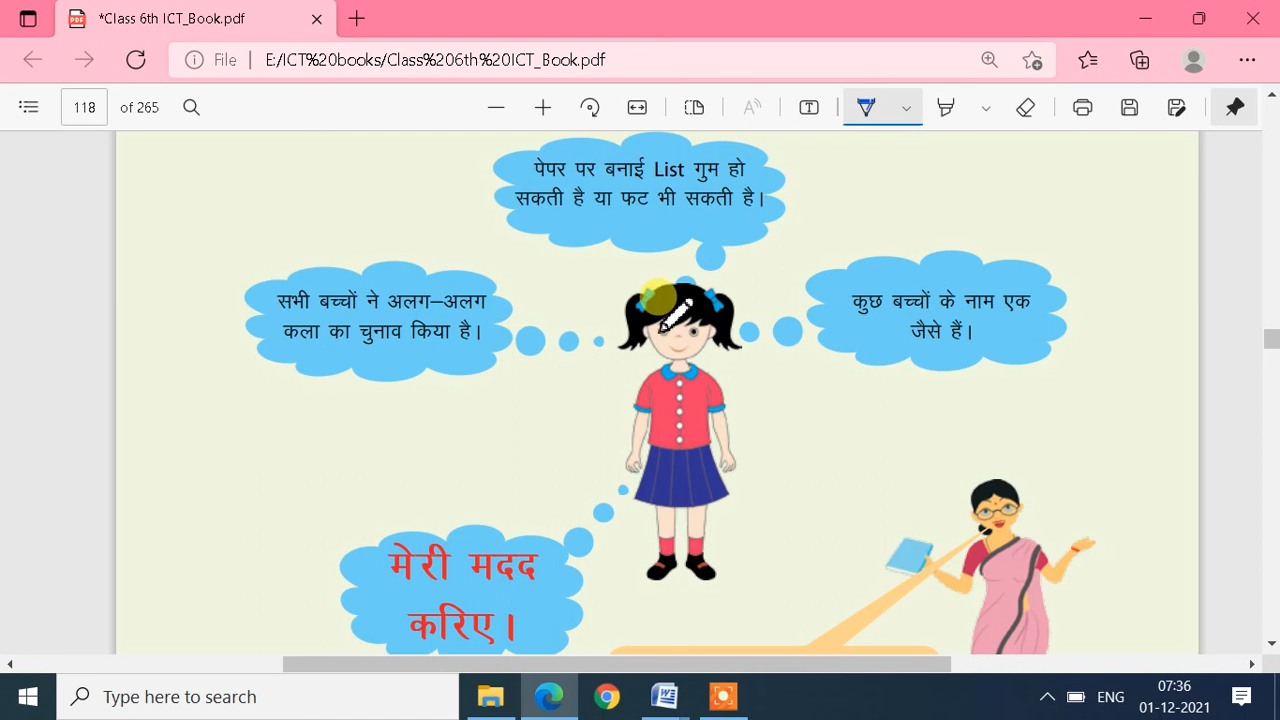 *Class 6th ICT_Book.pdf
File
E:/ICT%20books/Class%206th%20ICT_Book.pdf
118 of 265
पेपर पर बनाई List गुम हो
सकती है या फट भी सकती है।
सभी बच्चों ने अलग–अलग
कला का चुनाव किया है।
कुछ बच्चों के नाम एक
जैसे हैं।
मेरी मदद
करिए।
Type here to search
ENG
07:36
01-12-2021